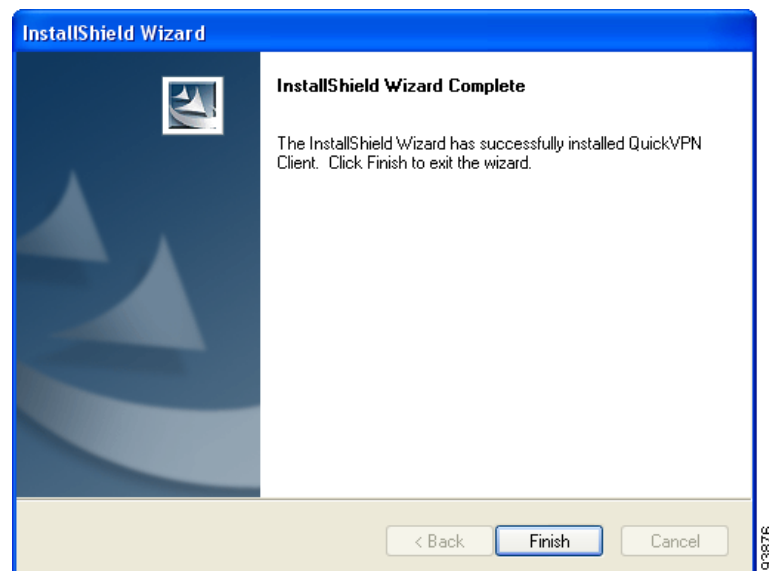 InstallShield Wizard
InstallShield Wizard Complete
The InstallShield Wizard has successfully installed QuickVPN
Client. Click Finish to exit the wizard.
< Back
Finish
Cancel